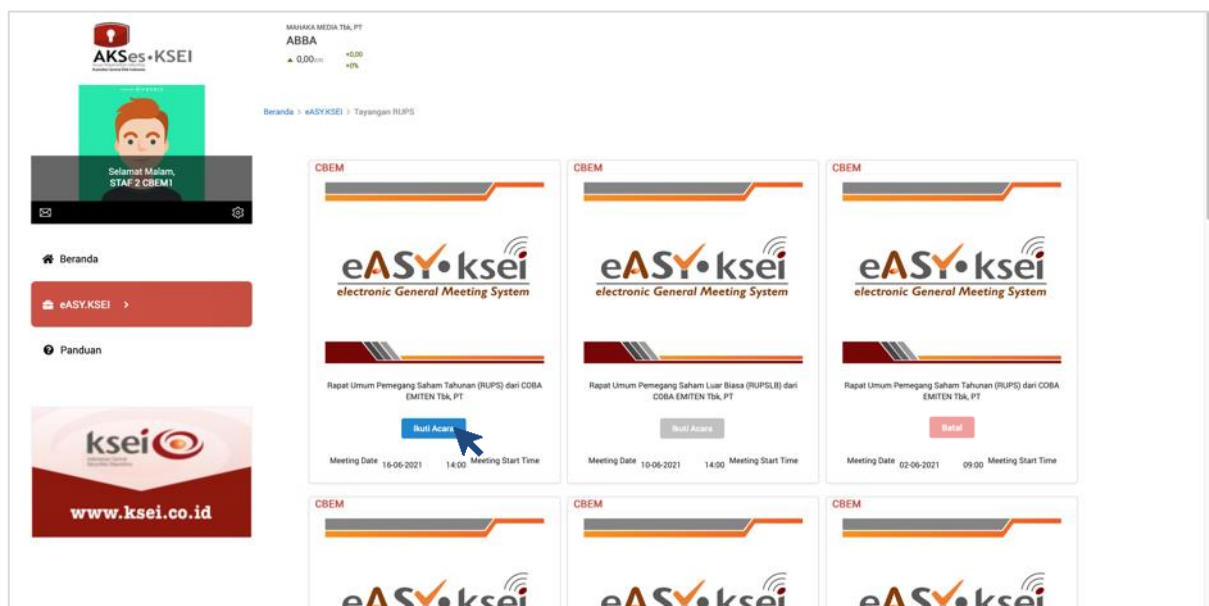 AKSes•KSEI
MAHAKA MEDIA Tbk, PT
ABBA
0,00
+0,00
+0%
Beranda > eASY.KSEI > Tayangan RUPS
Selamat Malam,
STAF 2 CBEM1
Beranda
eASY.KSEI >
Panduan
ksei
www.ksei.co.id
CBEM
eASY•ksei
electronic General Meeting System
Rapat Umum Pemegang Saham Tahunan (RUPS) dari COBA
EMITEN Tbk, PT
Ikuti Acara
Meeting Date 16-06-2021 14:00 Meeting Start Time
CBEM
eASY•ksei
electronic General Meeting System
Rapat Umum Pemegang Saham Luar Biasa (RUPSLB) dari
COBA EMITEN Tbk, PT
Ikuti Acara
Meeting Date 10-06-2021 14:00 Meeting Start Time
CBEM
eASY•ksei
electronic General Meeting System
Rapat Umum Pemegang Saham Tahunan (RUPS) dari COBA
EMITEN Tbk, PT
Batal
Meeting Date 02-06-2021 09:00 Meeting Start Time
CBEM
eASY•ksei
CBEM
eASY•ksei
CBEM
eASY•ksei